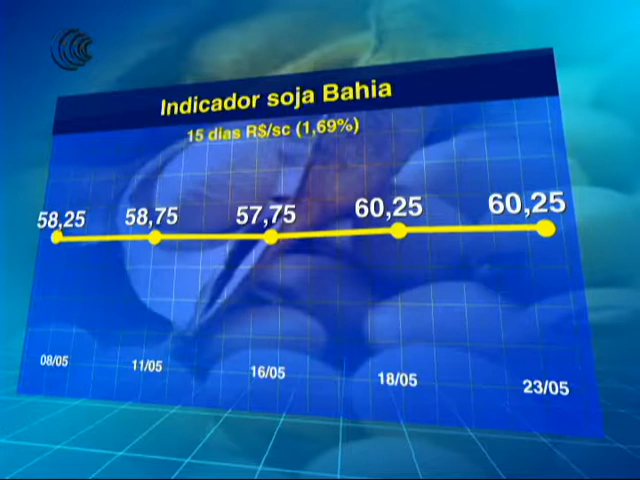 Indicador soja Bahia
15 dias R$/sc (1,69%)
58,25 58,75 57,75 60,25 60,25
08/05 11/05 16/05 18/05 23/05